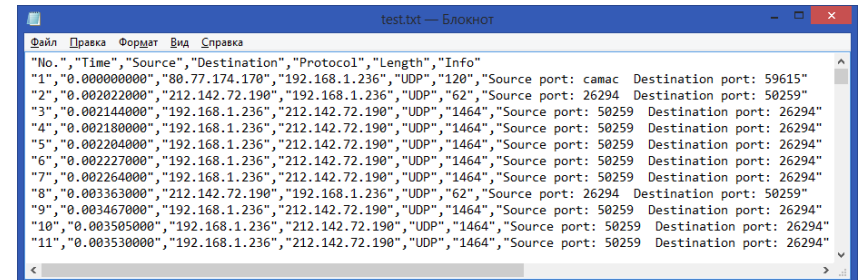 test.txt — Блокнот
Файл Правка Формат Вид Справка
"No.","Time","Source","Destination","Protocol","Length","Info"
"1","0.000000000","80.77.174.170","192.168.1.236","UDP","120","Source port: camac  Destination port: 59615"
"2","0.002022000","212.142.72.190","192.168.1.236","UDP","62","Source port: 26294  Destination port: 50259"
"3","0.002144000","192.168.1.236","212.142.72.190","UDP","1464","Source port: 50259  Destination port: 26294"
"4","0.002180000","192.168.1.236","212.142.72.190","UDP","1464","Source port: 50259  Destination port: 26294"
"5","0.002204000","192.168.1.236","212.142.72.190","UDP","1464","Source port: 50259  Destination port: 26294"
"6","0.002227000","192.168.1.236","212.142.72.190","UDP","1464","Source port: 50259  Destination port: 26294"
"7","0.002264000","192.168.1.236","212.142.72.190","UDP","1464","Source port: 50259  Destination port: 26294"
"8","0.003363000","212.142.72.190","192.168.1.236","UDP","62","Source port: 26294  Destination port: 50259"
"9","0.003467000","192.168.1.236","212.142.72.190","UDP","1464","Source port: 50259  Destination port: 26294"
"10","0.003505000","192.168.1.236","212.142.72.190","UDP","1464","Source port: 50259  Destination port: 26294"
"11","0.003530000","192.168.1.236","212.142.72.190","UDP","1464","Source port: 50259  Destination port: 26294"